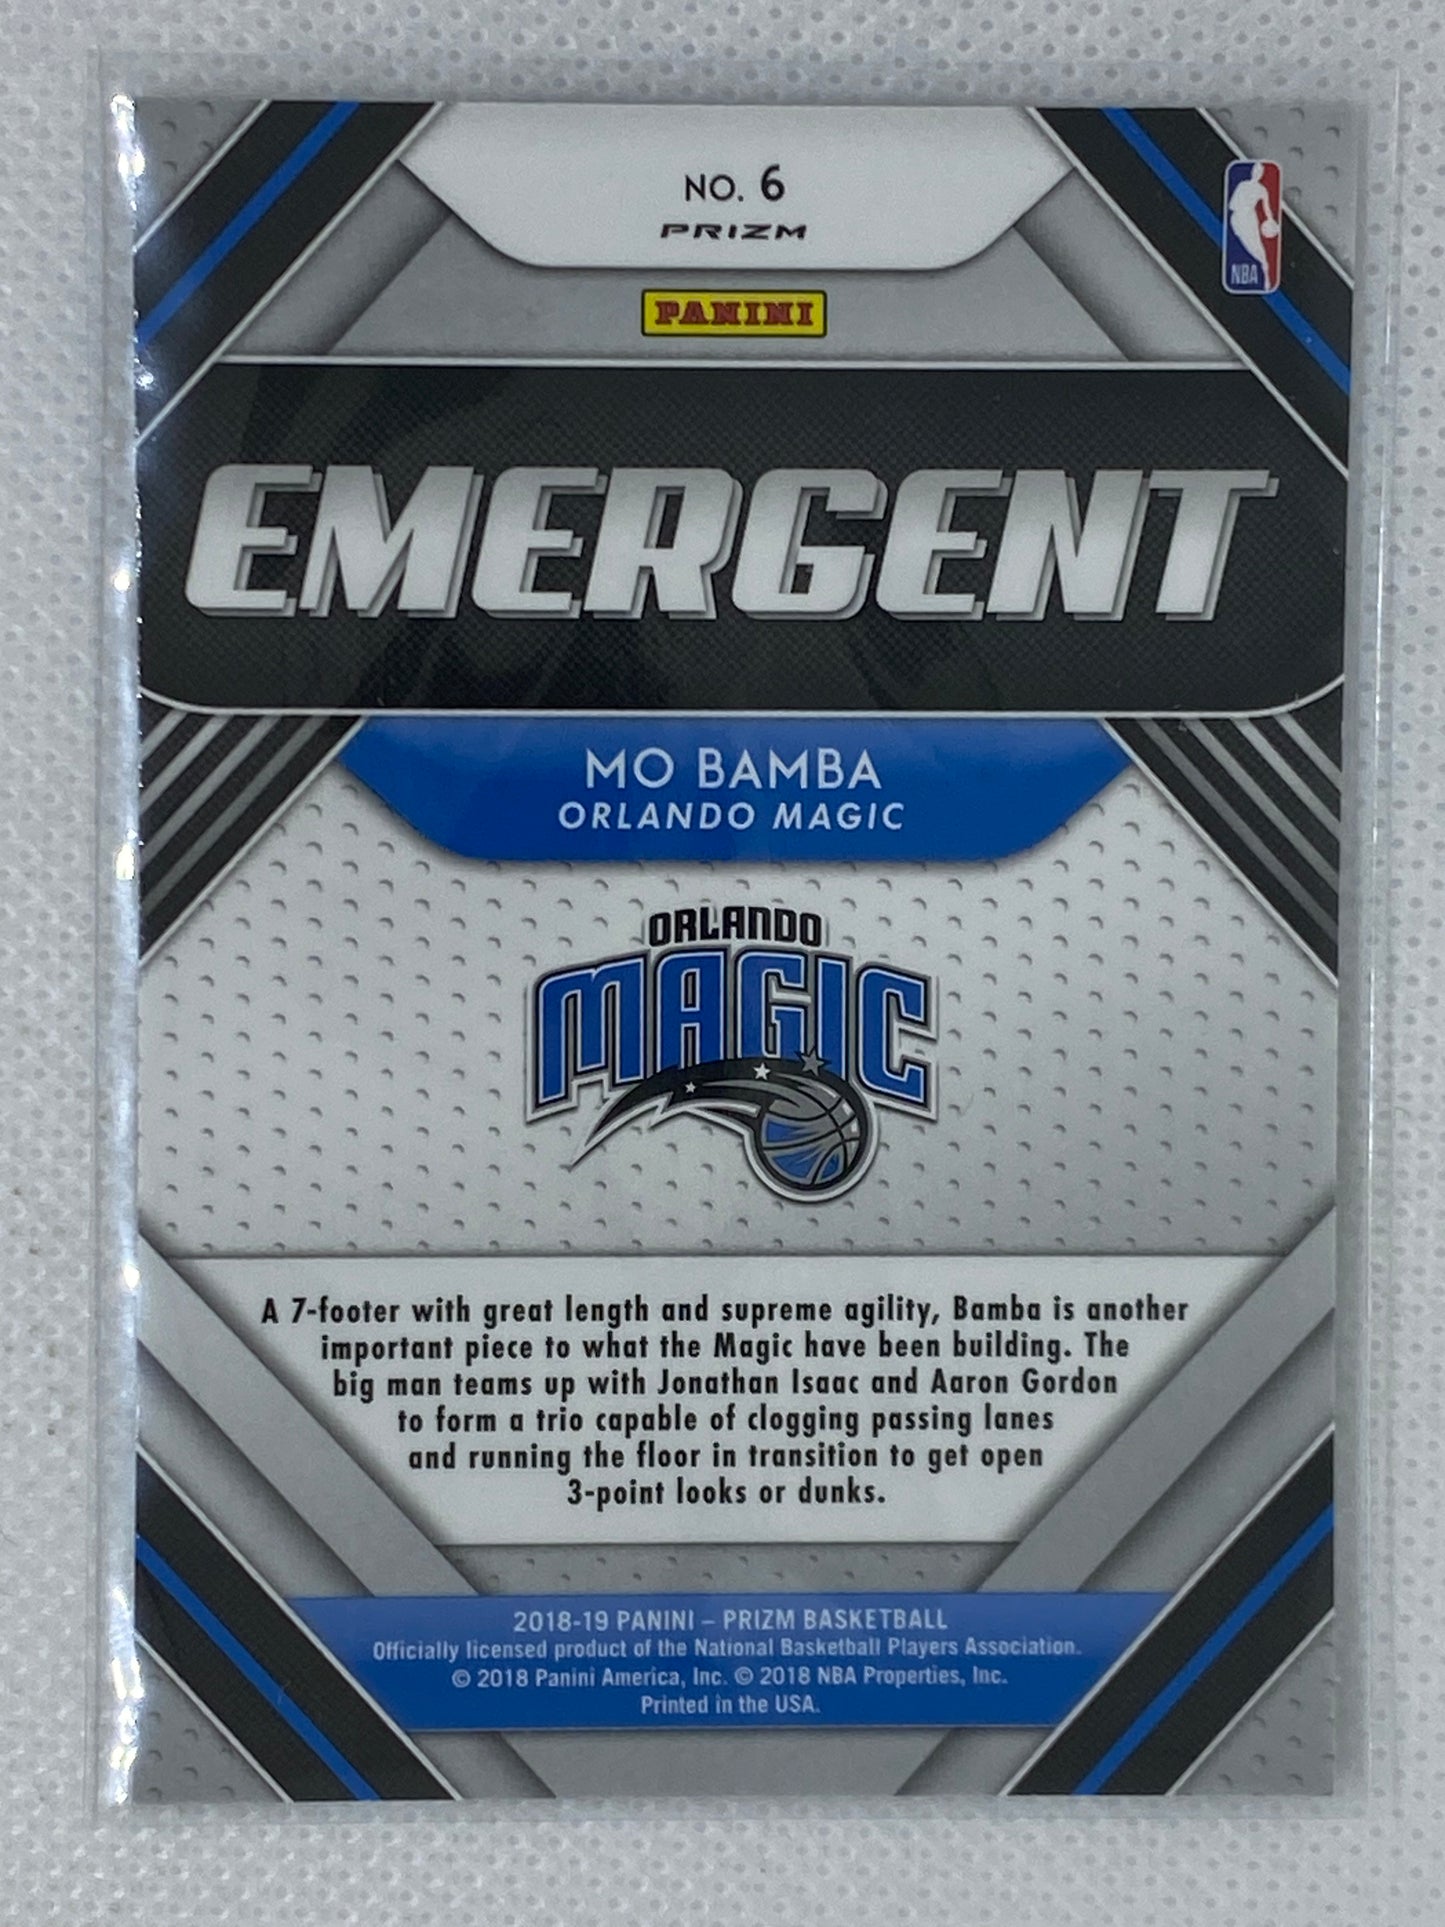 NO. 6
PRIZM
NBA
PANINI
EMERGENT
MO BAMBA
ORLANDO MAGIC
ORLANDO
MAGIC
A 7-footer with great length and supreme agility, Bamba is another
important piece to what the Magic have been building. The
big man teams up with Jonathan Isaac and Aaron Gordon
to form a trio capable of clogging passing lanes
and running the floor in transition to get open
3-point looks or dunks.
2018-19 PANINI – PRIZM BASKETBALL
Officially licensed product of the National Basketball Players Association.
© 2018 Panini America, Inc. © 2018 NBA Properties, Inc.
Printed in the USA.